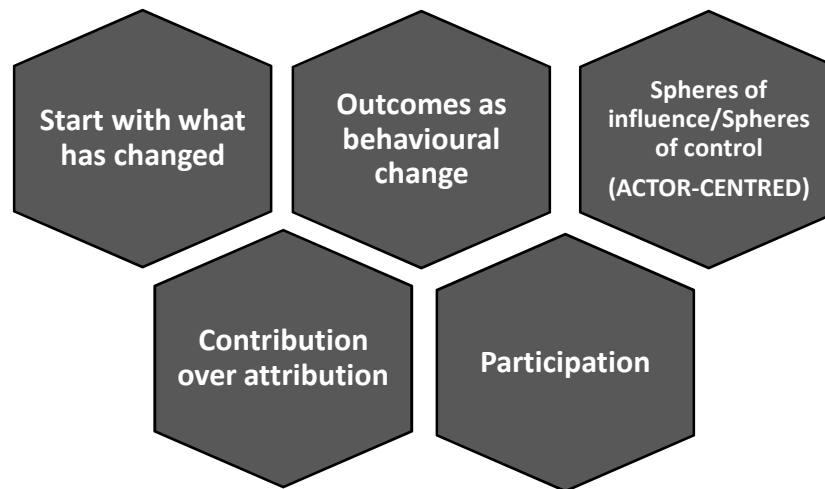 Start with what
has changed
Outcomes as
behavioural
change
Spheres of
influence/Spheres
of control
(ACTOR-CENTRED)
Contribution
over attribution
Participation